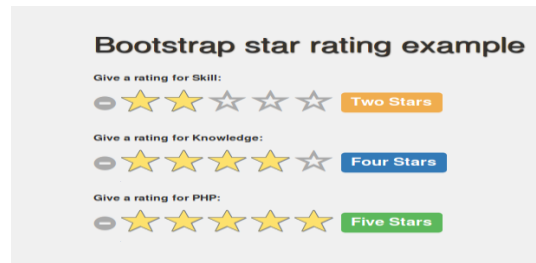 Bootstrap star rating example
Give a rating for Skill:
Two Stars
Give a rating for Knowledge:
Four Stars
Give a rating for PHP:
Five Stars